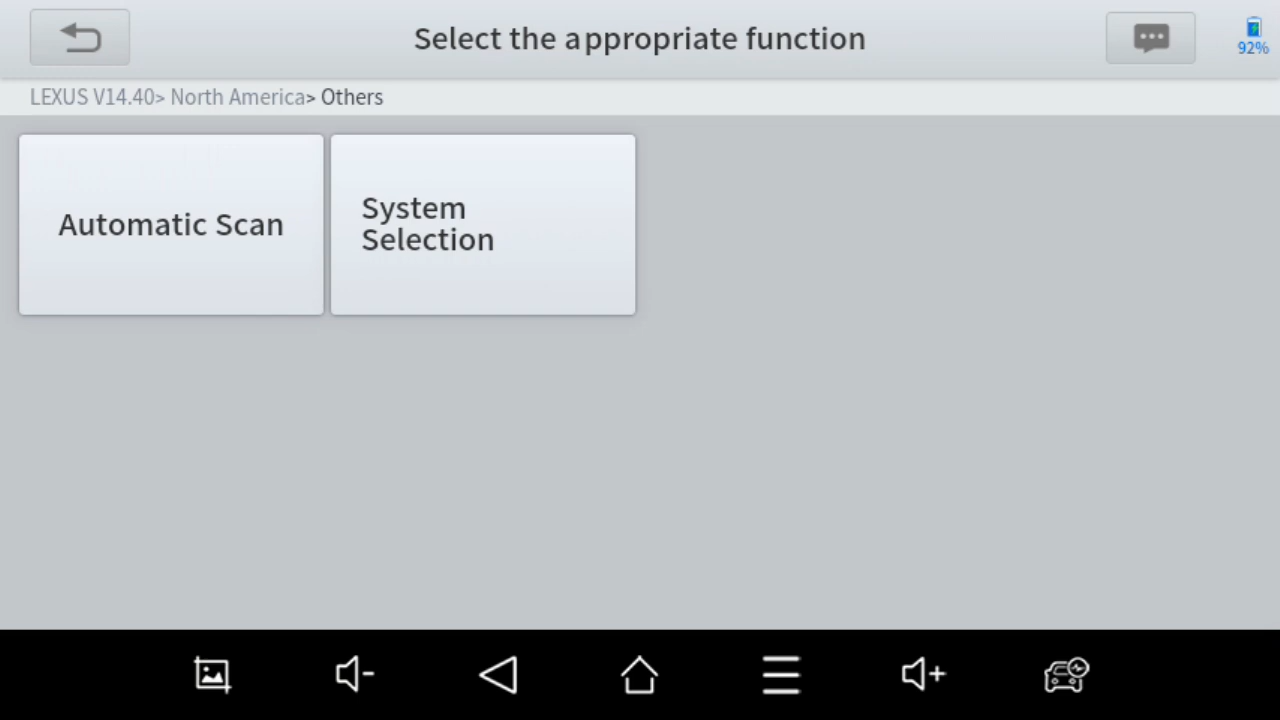 Select the appropriate function
92%
LEXUS V14.40> North America> Others
Automatic Scan
System
Selection